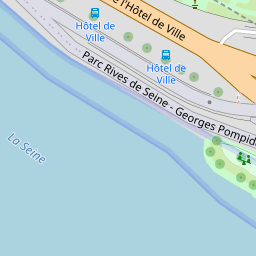 e l'Hôtel de Ville
Hôtel de
Ville
Hôtel de
Ville
Parc Rives de Seine - Georges Pompid
La Seine